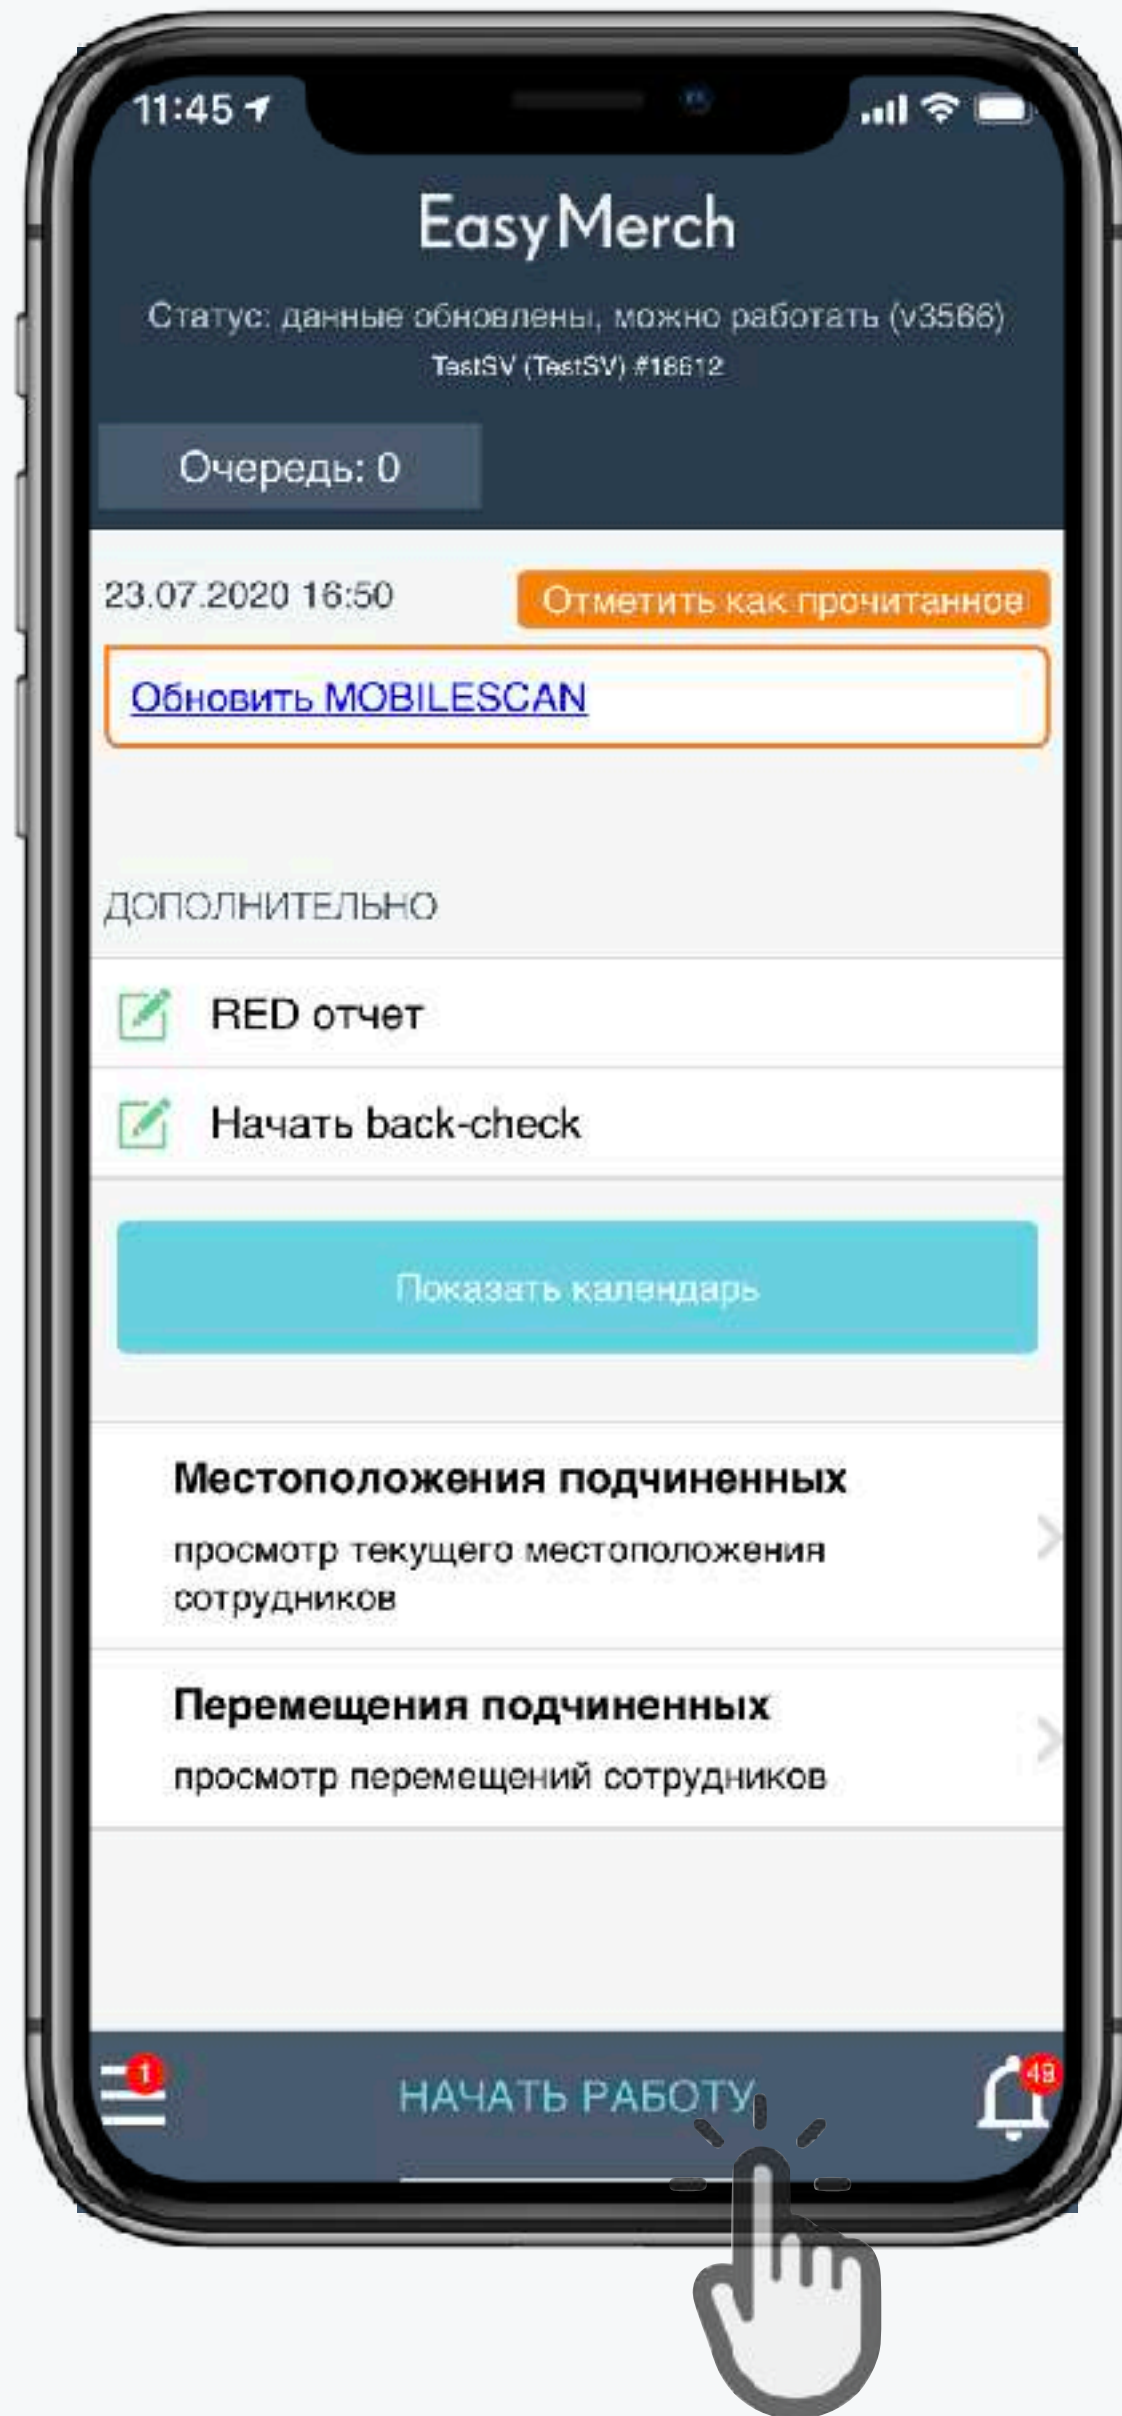 11:45
EasyMerch
Статус: данные обновлены, можно работать (v3566)
TestSV (TestSV) #18612
Очередь: 0
23.07.2020 16:50
Отметить как прочитанное
Обновить MOBILESCAN
ДОПОЛНИТЕЛЬНО
RED отчет
Начать back-check
Показать календарь
Местоположения подчиненных
просмотр текущего местоположения
сотрудников
Перемещения подчиненных
просмотр перемещений сотрудников
1
НАЧАТЬ РАБОТУ
49